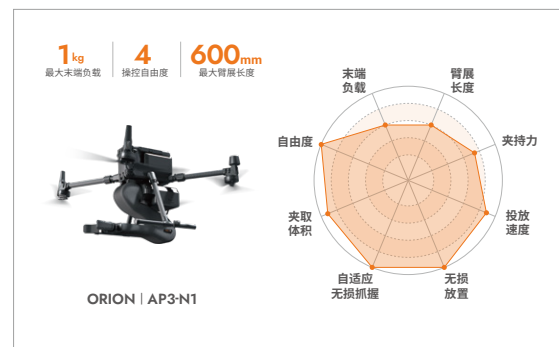 1kg
最大末端负载
4
操控自由度
600mm
最大臂展长度
末端
负载
臂展
长度
自由度
夹持力
夹取
体积
投放
速度
自适应
无损抓握
无损
放置
ORION | AP3-N1